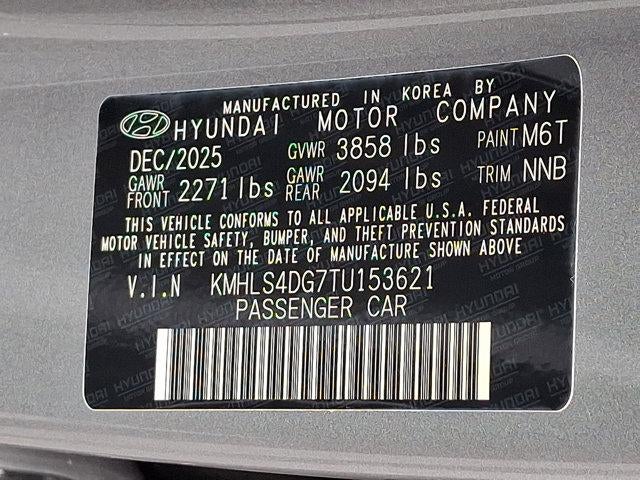 MANUFACTURED IN KOREA BY
HYUNDAI MOTOR COMPANY
DEC/2025 GVWR 3858 lbs PAINT M6T
GAWR FRONT 2271 lbs GAWR REAR 2094 lbs TRIM NNB
THIS VEHICLE CONFORMS TO ALL APPLICABLE U.S.A. FEDERAL
MOTOR VEHICLE SAFETY, BUMPER, AND THEFT PREVENTION STANDARDS
IN EFFECT ON THE DATE OF MANUFACTURE SHOWN ABOVE
V.I.N KMHLS4DG7TU153621
PASSENGER CAR